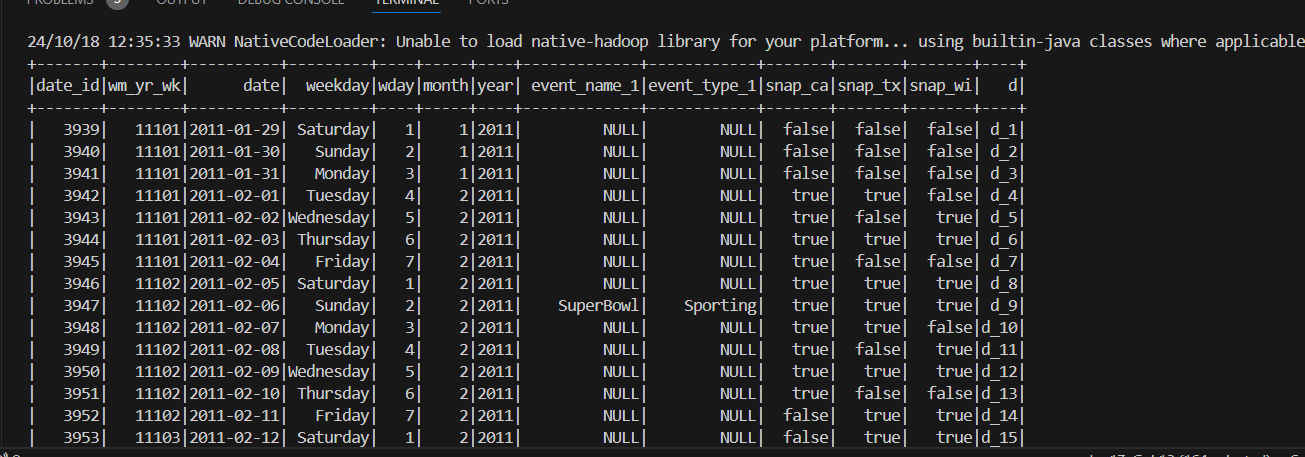 PROBLEMS 5 OUTPUT DEBUG CONSOLE TERMINAL PORTS
24/10/18 12:35:33 WARN NativeCodeLoader: Unable to load native-hadoop library for your platform... using builtin-java classes where applicable
+-------+--------+----------+---------+----+-----+----+------------+------------+-------+-------+-------+----+
|date_id|wm_yr_wk|      date|  weekday|wday|month|year|event_name_1|event_type_1|snap_ca|snap_tx|snap_wi|   d|
+-------+--------+----------+---------+----+-----+----+------------+------------+-------+-------+-------+----+
|   3939|   11101|2011-01-29| Saturday|   1|    1|2011|        NULL|        NULL|  false|  false|  false| d_1|
|   3940|   11101|2011-01-30|   Sunday|   2|    1|2011|        NULL|        NULL|  false|  false|  false| d_2|
|   3941|   11101|2011-01-31|   Monday|   3|    1|2011|        NULL|        NULL|  false|  false|  false| d_3|
|   3942|   11101|2011-02-01|  Tuesday|   4|    2|2011|        NULL|        NULL|   true|   true|  false| d_4|
|   3943|   11101|2011-02-02|Wednesday|   5|    2|2011|        NULL|        NULL|   true|  false|   true| d_5|
|   3944|   11101|2011-02-03| Thursday|   6|    2|2011|        NULL|        NULL|   true|   true|   true| d_6|
|   3945|   11101|2011-02-04|   Friday|   7|    2|2011|        NULL|        NULL|   true|  false|  false| d_7|
|   3946|   11102|2011-02-05| Saturday|   1|    2|2011|        NULL|        NULL|   true|   true|   true| d_8|
|   3947|   11102|2011-02-06|   Sunday|   2|    2|2011|   SuperBowl|    Sporting|   true|   true|   true| d_9|
|   3948|   11102|2011-02-07|   Monday|   3|    2|2011|        NULL|        NULL|   true|   true|  false|d_10|
|   3949|   11102|2011-02-08|  Tuesday|   4|    2|2011|        NULL|        NULL|   true|  false|   true|d_11|
|   3950|   11102|2011-02-09|Wednesday|   5|    2|2011|        NULL|        NULL|   true|   true|   true|d_12|
|   3951|   11102|2011-02-10| Thursday|   6|    2|2011|        NULL|        NULL|   true|  false|  false|d_13|
|   3952|   11102|2011-02-11|   Friday|   7|    2|2011|        NULL|        NULL|  false|   true|   true|d_14|
|   3953|   11103|2011-02-12| Saturday|   1|    2|2011|        NULL|        NULL|  false|   true|   true|d_15|